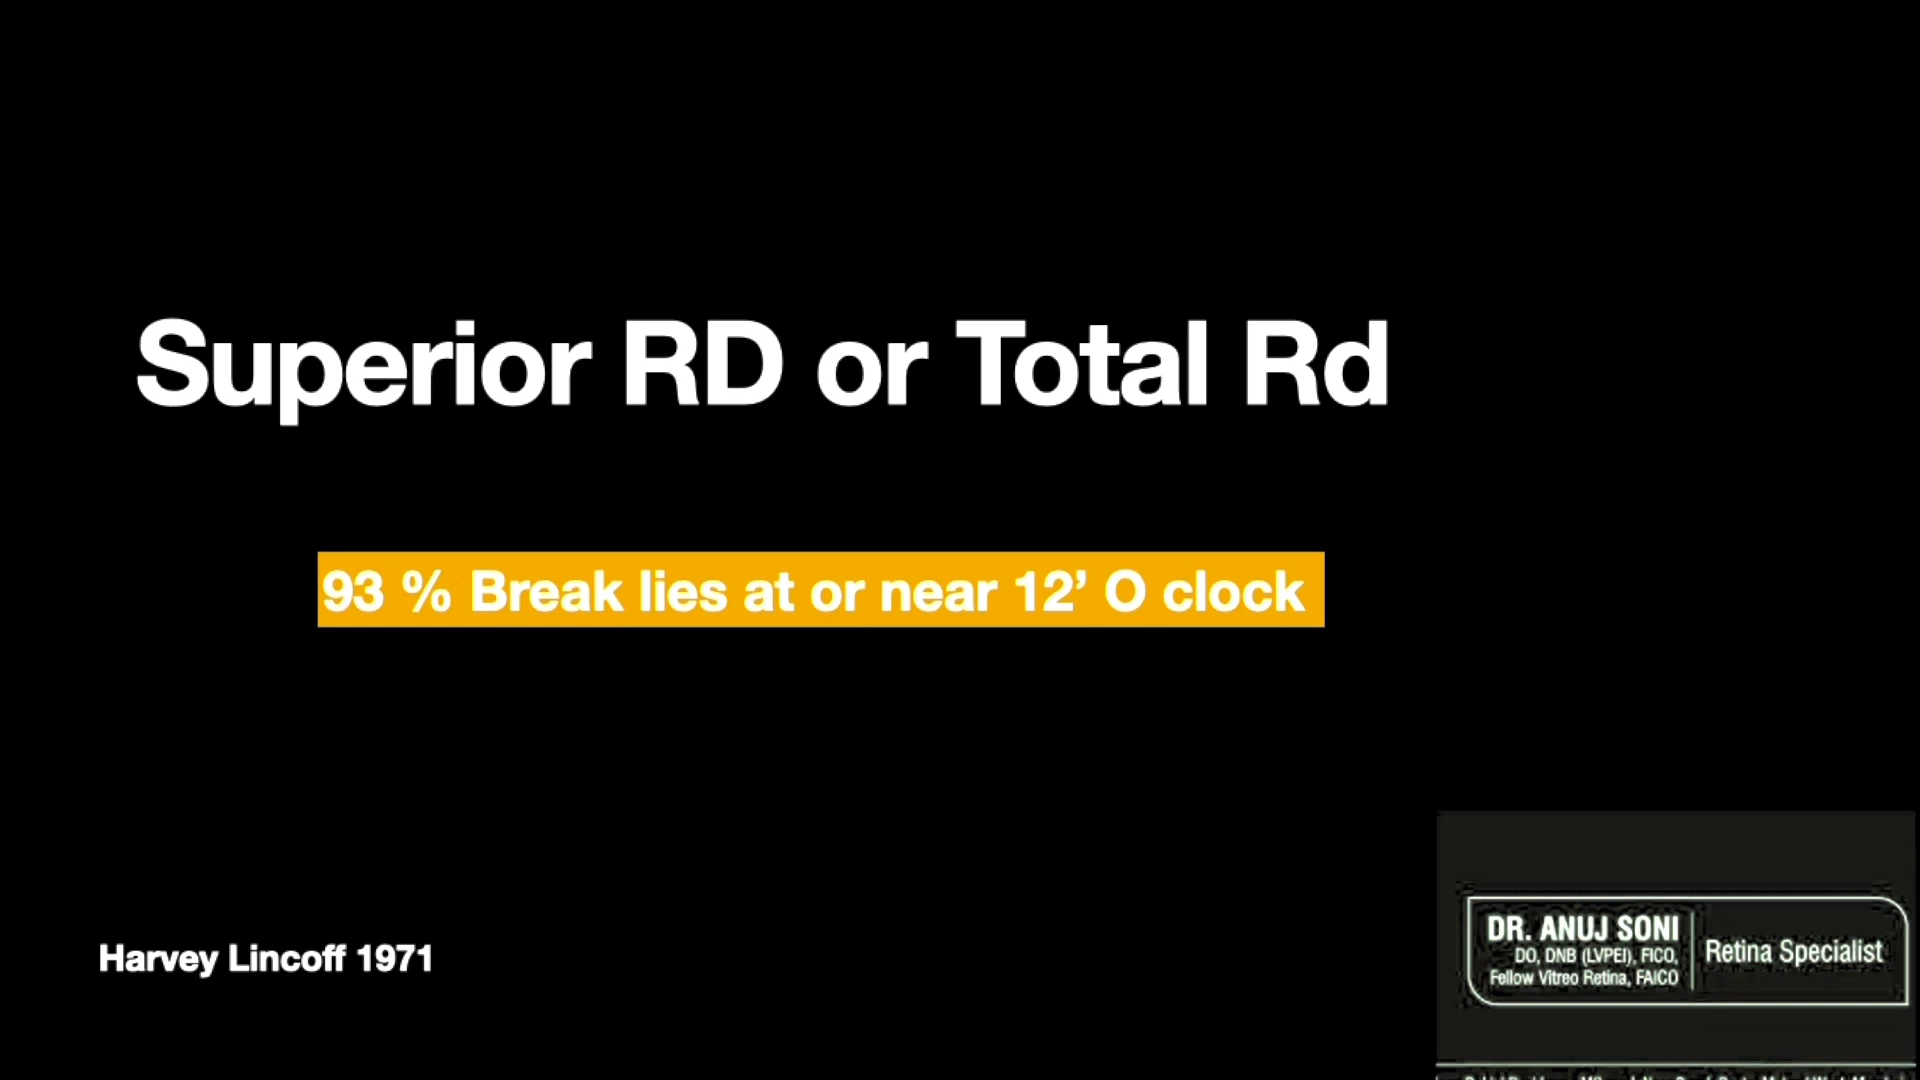 Superior RD or Total Rd
93 % Break lies at or near 12’ O clock
Harvey Lincoff 1971
DR. ANUJ SONI
DO, DNB (LVPEI), FICO,
Fellow Vitreo Retina, FAICO
Retina Specialist